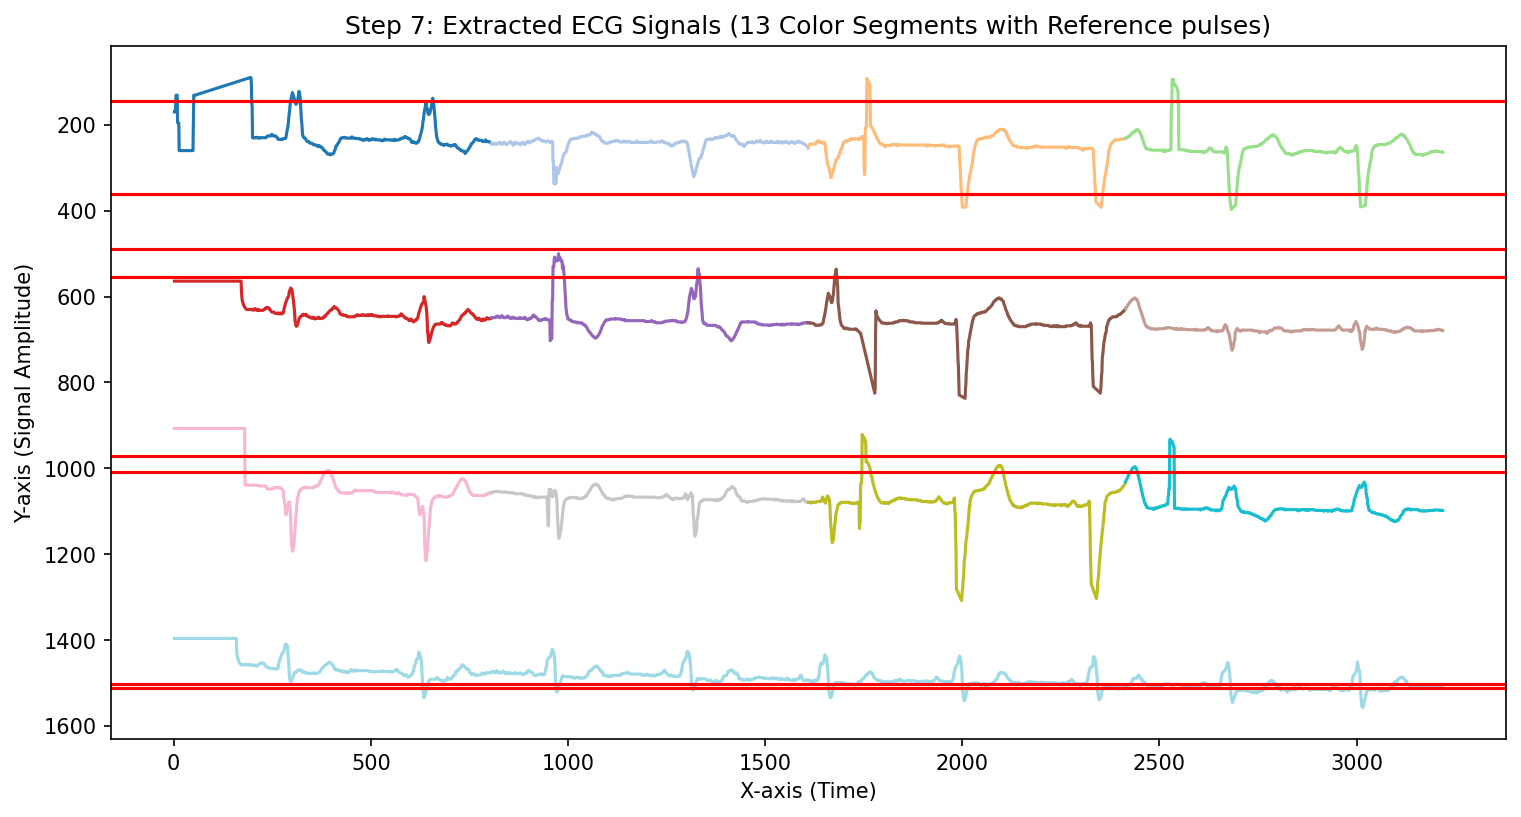 Step 7: Extracted ECG Signals (13 Color Segments with Reference pulses)
Y-axis (Signal Amplitude)
200
400
600
800
1000
1200
1400
1600
0 500 1000 1500 2000 2500 3000
X-axis (Time)